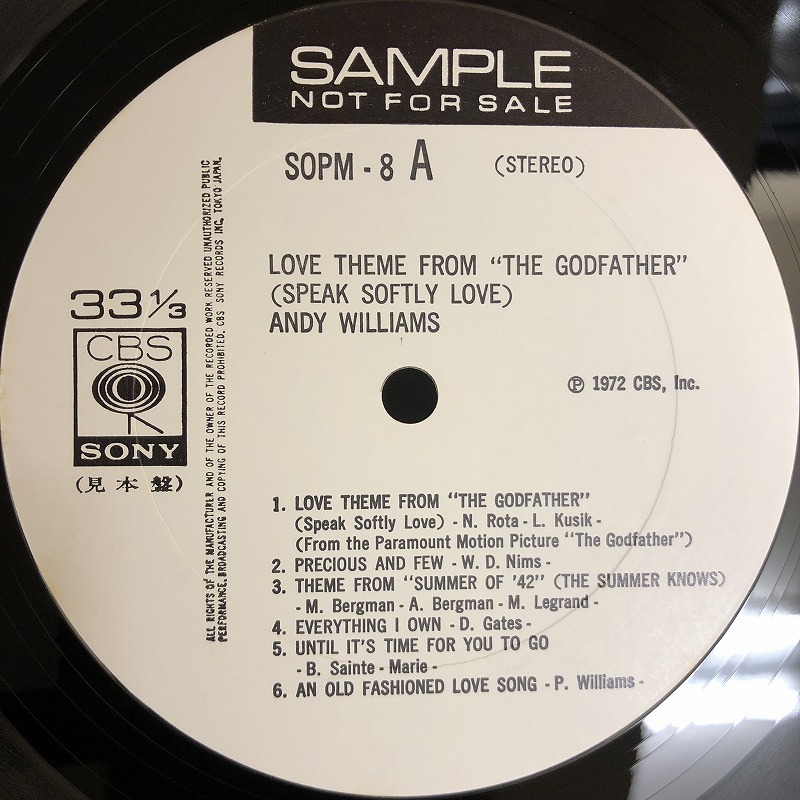 SAMPLE
NOT FOR SALE
SOPM - 8 A (STEREO)
LOVE THEME FROM “THE GODFATHER”
(SPEAK SOFTLY LOVE)
ANDY WILLIAMS
33 1/3
CBS
SONY
(見本盤)
ALL RIGHTS OF THE MANUFACTURER AND OF THE OWNER OF THE RECORDED WORK RESERVED UNAUTHORIZED PUBLIC
PERFORMANCE, BROADCASTING AND COPYING OF THIS RECORD PROHIBITED. CBS SONY RECORDS INC, TOKYO JAPAN.
Ⓟ 1972 CBS, Inc.
1. LOVE THEME FROM “THE GODFATHER”
(Speak Softly Love) - N. Rota - L. Kusik -
(From the Paramount Motion Picture “The Godfather”)
2. PRECIOUS AND FEW - W. D. Nims -
3. THEME FROM “SUMMER OF '42” (THE SUMMER KNOWS)
- M. Bergman - A. Bergman - M. Legrand -
4. EVERYTHING I OWN - D. Gates -
5. UNTIL IT'S TIME FOR YOU TO GO
- B. Sainte - Marie -
6. AN OLD FASHIONED LOVE SONG - P. Williams -